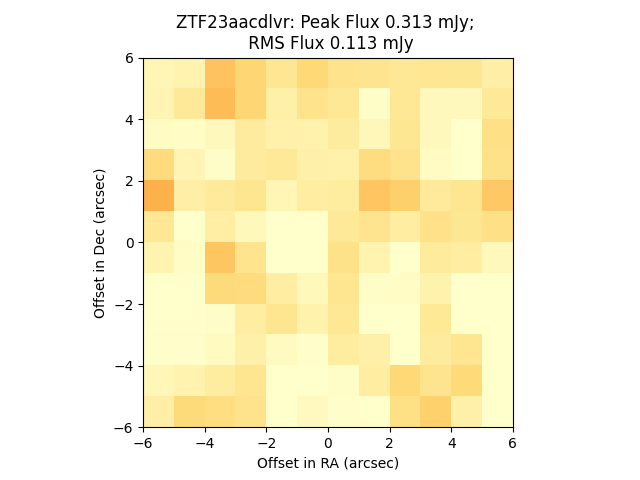 ZTF23aacdlvr: Peak Flux 0.313 mJy;
RMS Flux 0.113 mJy
6
4
2
0
−2
−4
−6
Offset in Dec (arcsec)
−6 −4 −2 0 2 4 6
Offset in RA (arcsec)